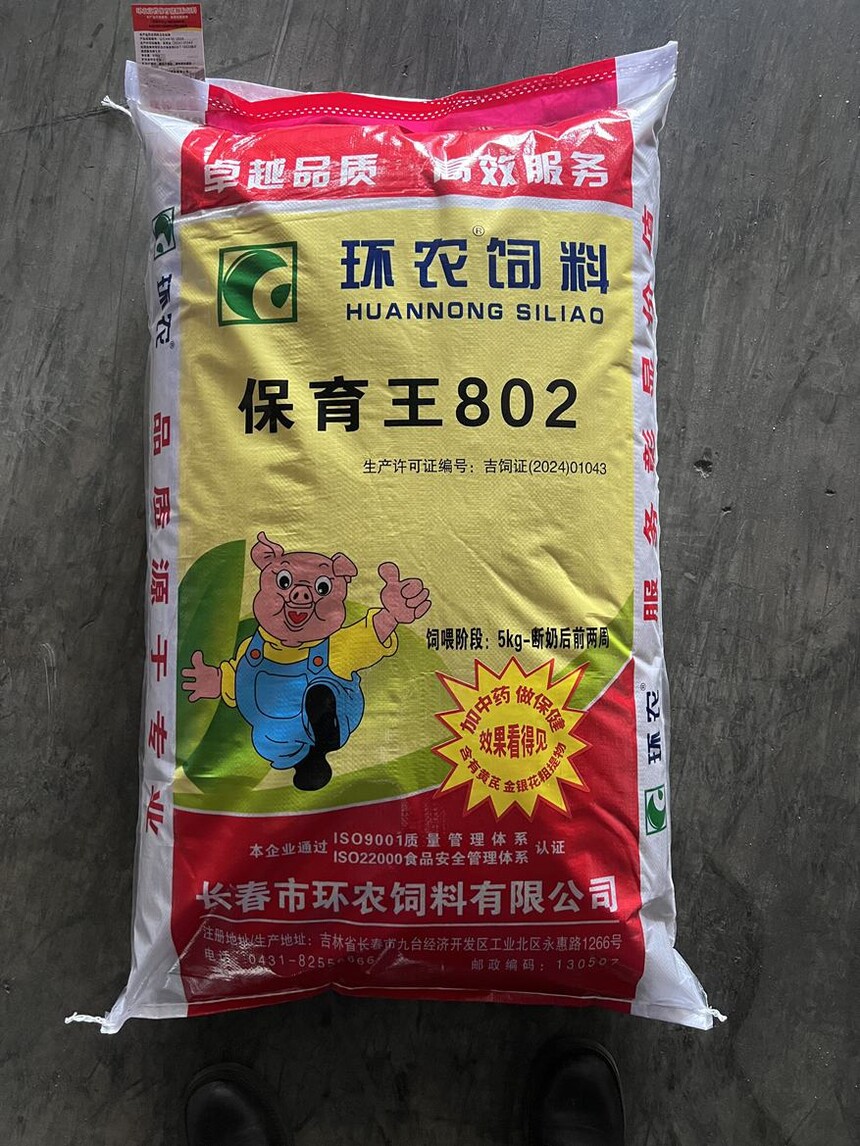 卓越品质 高效服务
环农饲料
®
HUANNONG SILIAO
保育王802
生产许可证编号：吉饲证(2024)01043
饲喂阶段：5kg-断奶后前两周
加中药 做保健
效果看得见
含有黄芪 金银花粗提物
本企业通过 ISO9001质量管理体系 认证
ISO22000食品安全管理体系
长春市环农饲料有限公司
注册地址/生产地址：吉林省长春市九台经济开发区工业北区永惠路1266号
邮政编码：130507
环农®
品质源于专业
服务彰显价值
环农®